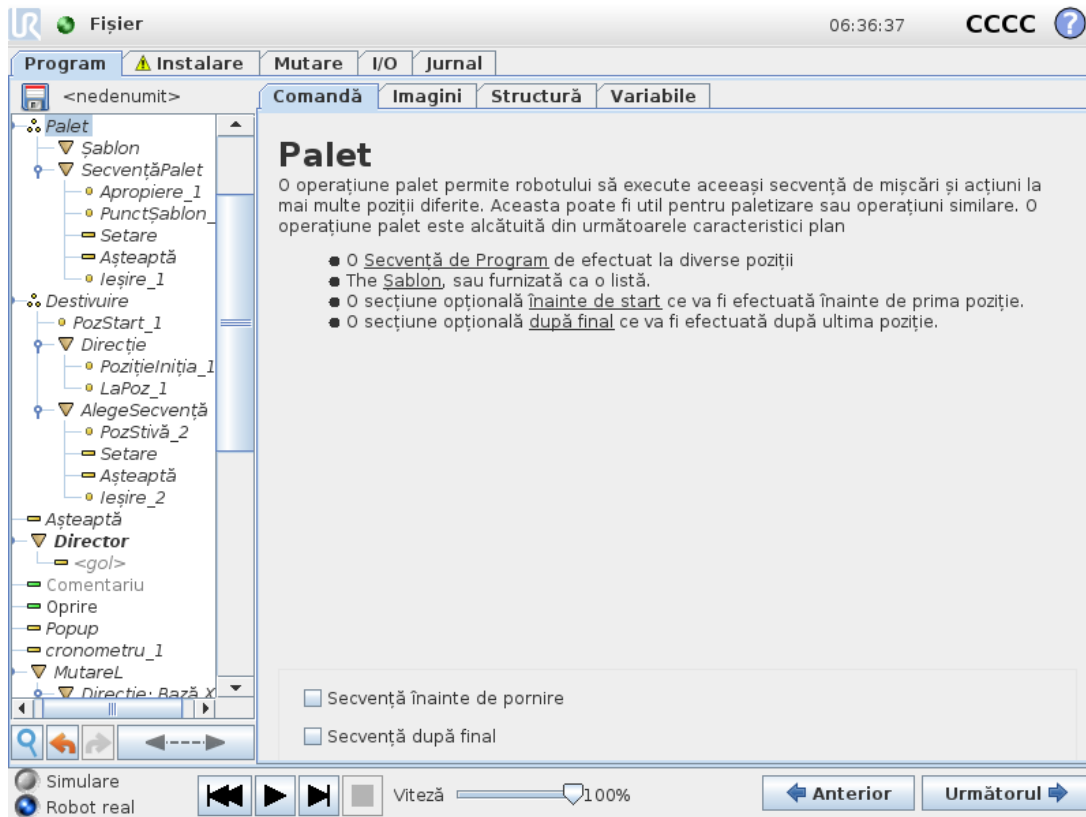 UR
Fișier
06:36:37
CCCC
?
Program
Instalare
Mutare
I/O
Jurnal
<nedenumit>
Comandă
Imagini
Structură
Variabile
Palet
Șablon
SecvențăPalet
Apropiere_1
PunctȘablon_
Setare
Așteaptă
Ieșire_1
Destivuire
PozStart_1
Direcție
PozițieIniția_1
LaPoz_1
AlegeSecvență
PozStivă_2
Setare
Așteaptă
Ieșire_2
Așteaptă
Director
<gol>
Comentariu
Oprire
Popup
cronometru_1
MutareL
Direcție: Bază X
Palet
O operațiune palet permite robotului să execute aceeași secvență de mișcări și acțiuni la
mai multe poziții diferite. Aceasta poate fi util pentru paletizare sau operațiuni similare. O
operațiune palet este alcătuită din următoarele caracteristici plan
● O Secvență de Program de efectuat la diverse poziții
● The Șablon, sau furnizată ca o listă.
● O secțiune opțională înainte de start ce va fi efectuată înainte de prima poziție.
● O secțiune opțională după final ce va fi efectuată după ultima poziție.
Secvență înainte de pornire
Secvență după final
Simulare
Robot real
Viteză
100%
Anterior
Următorul